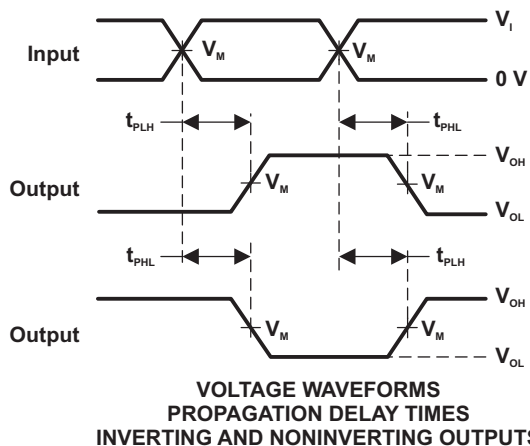 Input
V_M
V_M
V_I
0 V
t_PLH
t_PHL
Output
V_M
V_M
V_OH
V_OL
t_PHL
t_PLH
Output
V_M
V_M
V_OH
V_OL
VOLTAGE WAVEFORMS
PROPAGATION DELAY TIMES
INVERTING AND NONINVERTING OUTPUTS